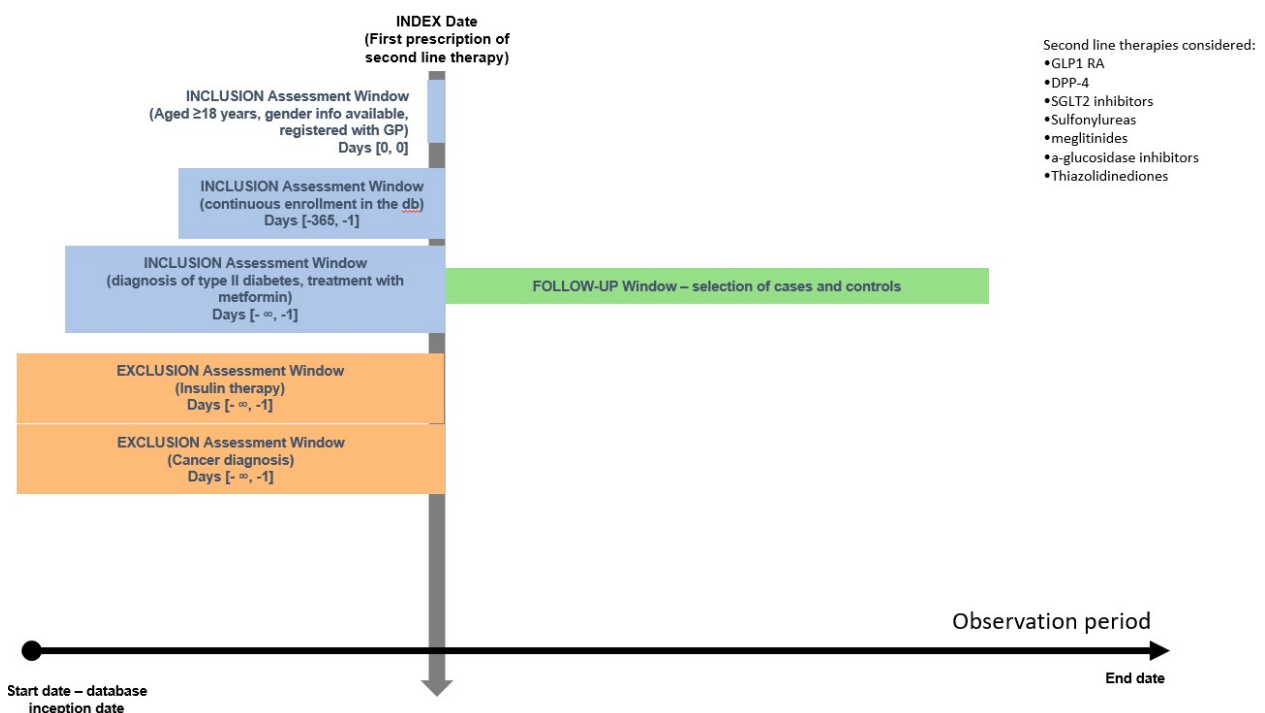 INDEX Date
(First prescription of
second line therapy)
Second line therapies considered:
•GLP1 RA
•DPP-4
•SGLT2 inhibitors
•Sulfonylureas
•meglitinides
•a-glucosidase inhibitors
•Thiazolidinediones
INCLUSION Assessment Window
(Aged ≥18 years, gender info available,
registered with GP)
Days [0, 0]
INCLUSION Assessment Window
(continuous enrollment in the db)
Days [-365, -1]
INCLUSION Assessment Window
(diagnosis of type II diabetes, treatment with
metformin)
Days [- ∞, -1]
FOLLOW-UP Window – selection of cases and controls
EXCLUSION Assessment Window
(Insulin therapy)
Days [- ∞, -1]
EXCLUSION Assessment Window
(Cancer diagnosis)
Days [- ∞, -1]
Observation period
End date
Start date – database
inception date